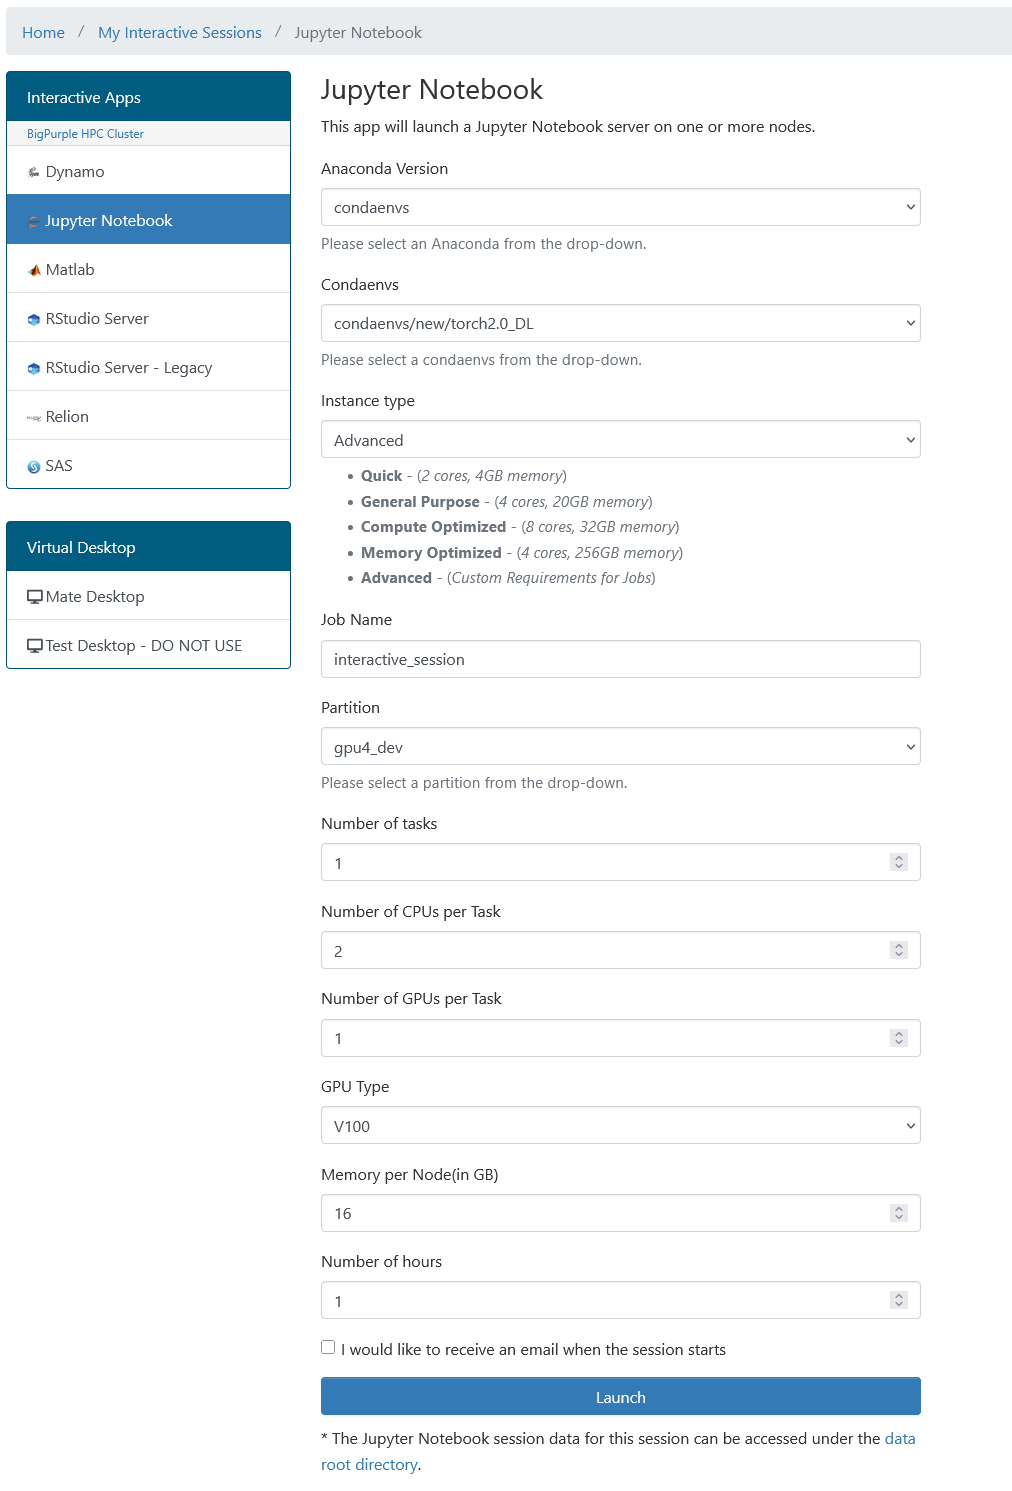 Home / My Interactive Sessions / Jupyter Notebook
Interactive Apps
BigPurple HPC Cluster
Dynamo
Jupyter Notebook
Matlab
RStudio Server
RStudio Server - Legacy
Relion
SAS
Virtual Desktop
Mate Desktop
Test Desktop - DO NOT USE
Jupyter Notebook
This app will launch a Jupyter Notebook server on one or more nodes.
Anaconda Version
condaenvs
Please select an Anaconda from the drop-down.
Condaenvs
condaenvs/new/torch2.0_DL
Please select a condaenvs from the drop-down.
Instance type
Advanced
• Quick - (2 cores, 4GB memory)
• General Purpose - (4 cores, 20GB memory)
• Compute Optimized - (8 cores, 32GB memory)
• Memory Optimized - (4 cores, 256GB memory)
• Advanced - (Custom Requirements for Jobs)
Job Name
interactive_session
Partition
gpu4_dev
Please select a partition from the drop-down.
Number of tasks
1
Number of CPUs per Task
2
Number of GPUs per Task
1
GPU Type
V100
Memory per Node(in GB)
16
Number of hours
1
I would like to receive an email when the session starts
Launch
* The Jupyter Notebook session data for this session can be accessed under the data
root directory.